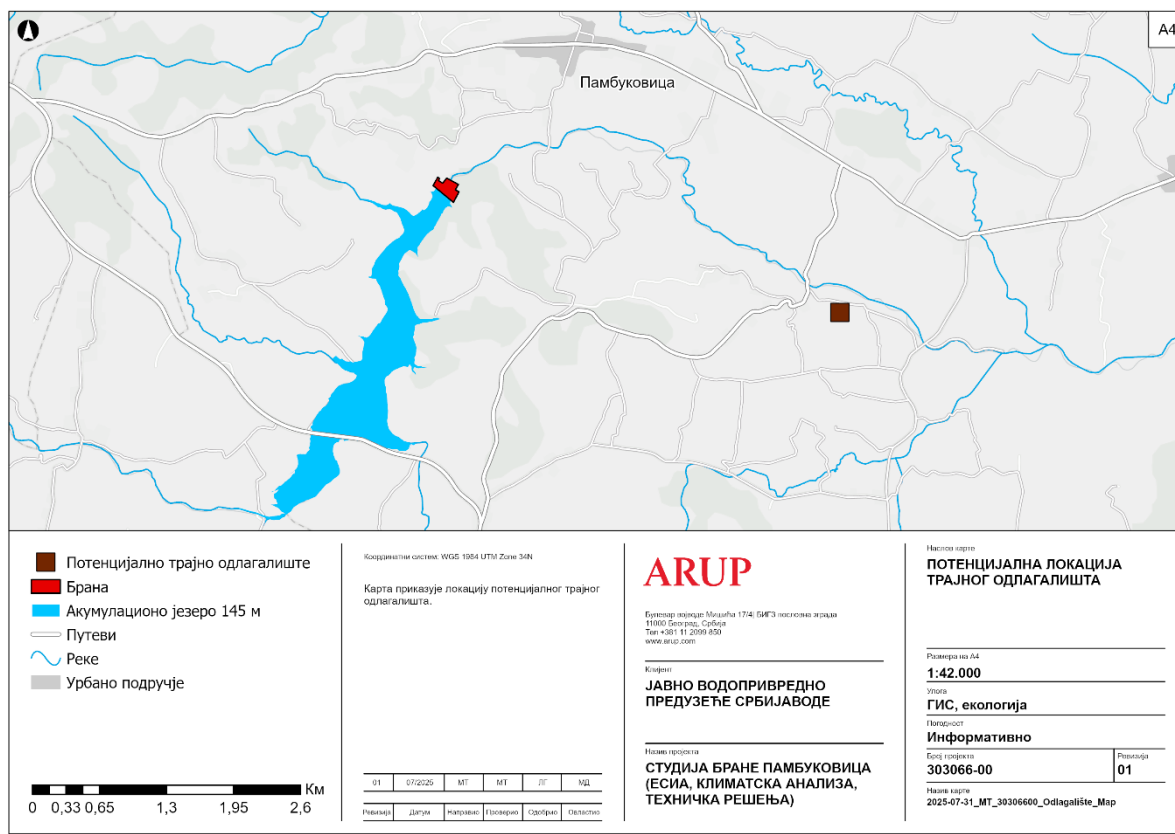 A4
Памбуковица
Потенцијално трајно одлагалиште
Брана
Акумулационо језеро 145 м
Путеви
Реке
Урбано подручје
Км
0 0,33 0,65 1,3 1,95 2,6
Координатни систем: WGS 1984 UTM Zone 34N
Карта приказује локацију потенцијалног трајног
одлагалишта.
01 07/2025 МТ МТ ЛГ МД
Ревизија Датум Направио Проверио Одобрио Овластио
ARUP
Булевар војводе Мишића 17/4| БИГЗ пословна зграда
11000 Београд, Србија
Тел +381 11 2099 850
www.arup.com
Клијент
ЈАВНО ВОДОПРИВРЕДНО
ПРЕДУЗЕЋЕ СРБИЈАВОДЕ
Назив пројекта
СТУДИЈА БРАНЕ ПАМБУКОВИЦА
(ЕСИА, КЛИМАТСКА АНАЛИЗА,
ТЕХНИЧКА РЕШЕЊА)
Наслов карте
ПОТЕНЦИЈАЛНА ЛОКАЦИЈА
ТРАЈНОГ ОДЛАГАЛИШТА
Размера на А4
1:42.000
Улога
ГИС, екологија
Погодност
Информативно
Број пројекта
303066-00
Ревизија
01
Назив карте
2025-07-31_MT_30306600_Odlagalište_Map